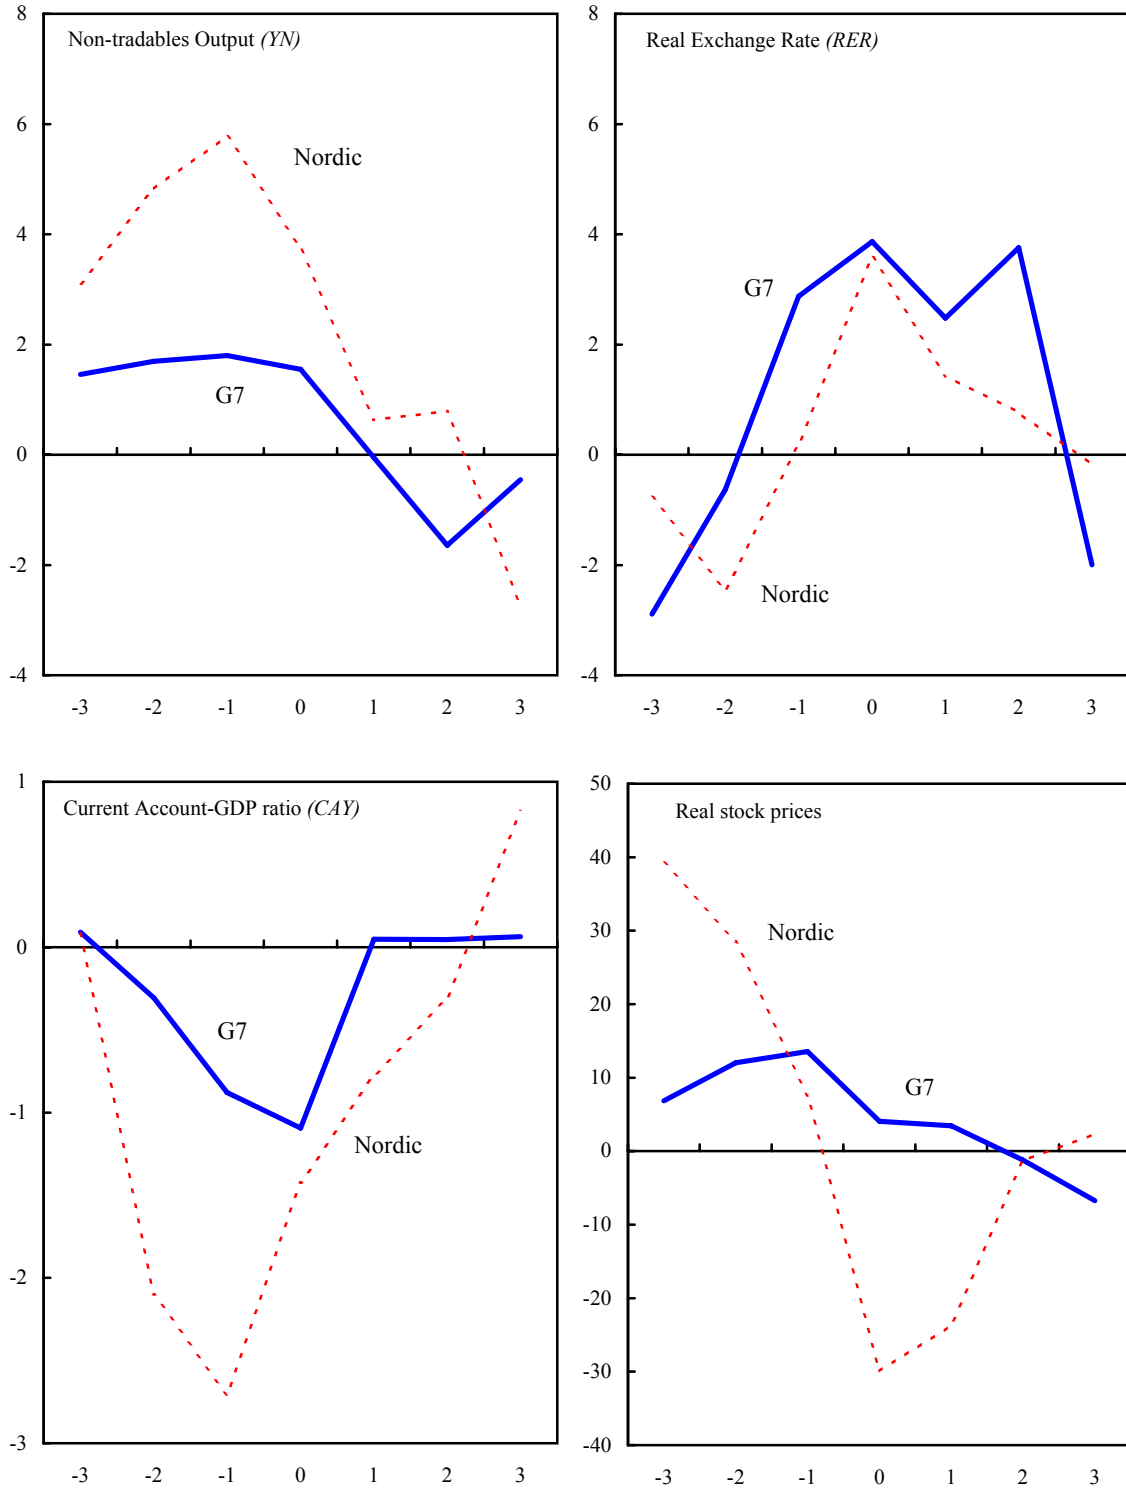 Non-tradables Output (YN)
8
6
4
2
0
-2
-4
Nordic
G7
-3 -2 -1 0 1 2 3
Real Exchange Rate (RER)
8
6
4
2
0
-2
-4
G7
Nordic
-3 -2 -1 0 1 2 3
Current Account-GDP ratio (CAY)
1
0
-1
-2
-3
G7
Nordic
-3 -2 -1 0 1 2 3
Real stock prices
50
40
30
20
10
0
-10
-20
-30
-40
Nordic
G7
-3 -2 -1 0 1 2 3